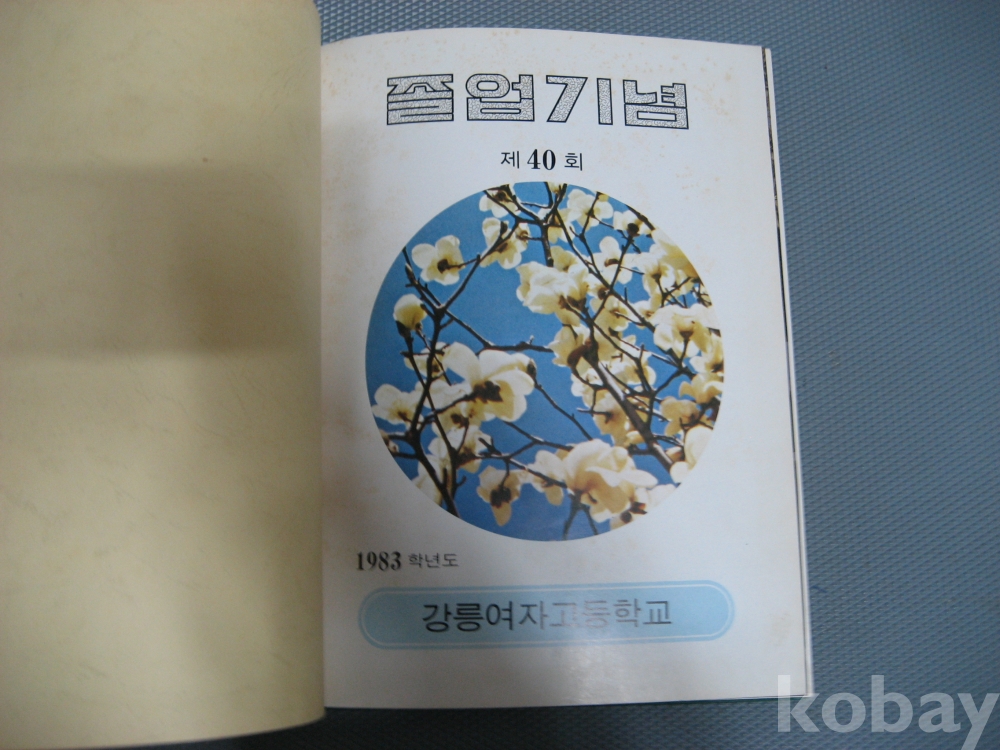 졸업기념
제 40 회
1983 학년도
강릉여자고등학교
kobay